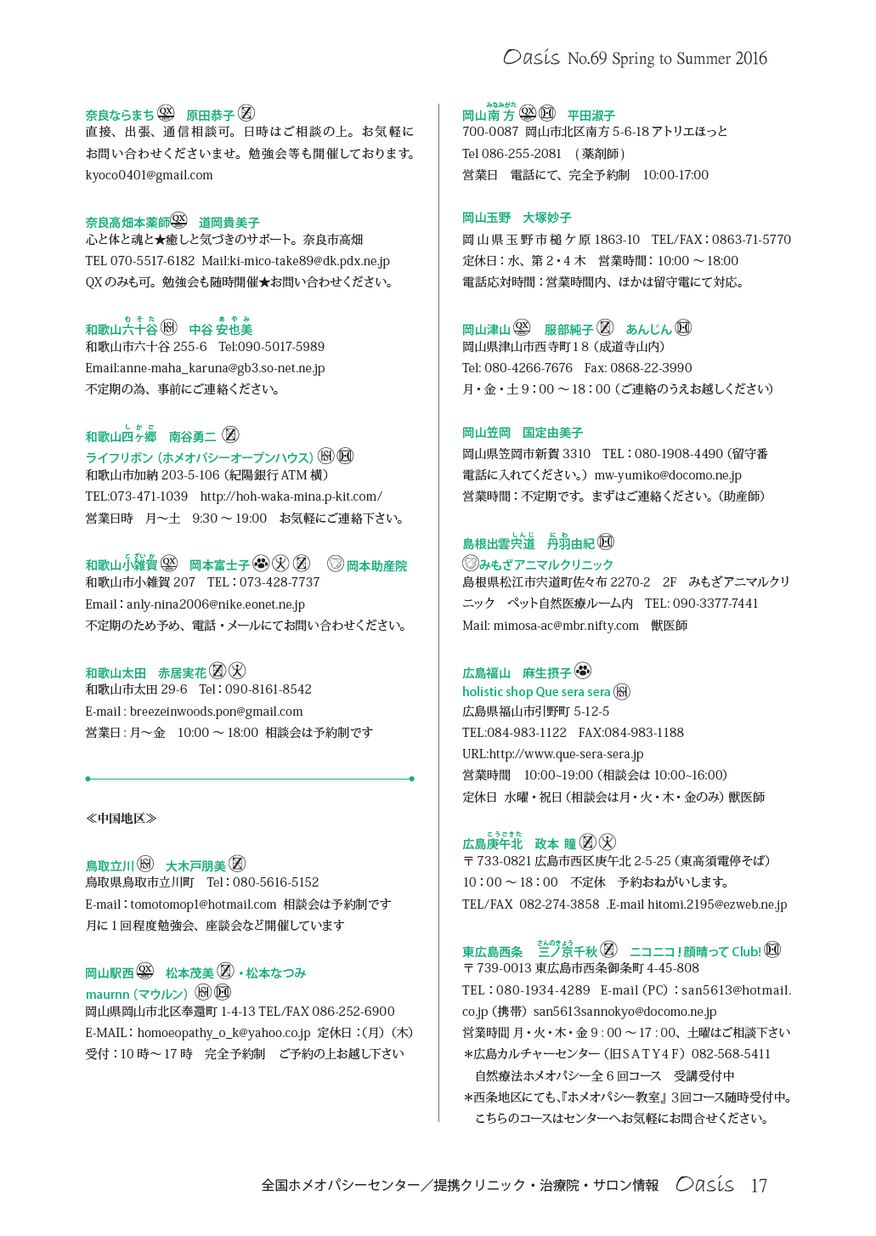 Oasis No.69 Spring to Summer 2016
奈良ならまち QX 原田恭子
直接、出張、通信相談可。日時はご相談の上。お気軽に
お問い合わせくださいませ。勉強会等も開催しております。
kyoco0401@gmail.com
奈良高畑本薬師 QX 道岡貴美子
心と体と魂と★癒しと気づきのサポート。奈良市高畑
TEL 070-5517-6182 Mail:ki-mico-take89@dk.pdx.ne.jp
QXのみも可。勉強会も随時開催★お問い合わせください。
むそた あやみ
和歌山六十谷 中谷 安也美
和歌山市六十谷 255-6 Tel:090-5017-5989
Email:anne-maha_karuna@gb3.so-net.ne.jp
不定期の為、事前にご連絡ください。
しかご
和歌山四ヶ郷 南谷勇二
ライフリボン（ホメオパシーオープンハウス）
和歌山市加納 203-5-106（紀陽銀行 ATM 横）
TEL:073-471-1039 http://hoh-waka-mina.p-kit.com/
営業日時 月～土 9:30 ～ 19:00 お気軽にご連絡下さい。
こざいか
和歌山小雑賀 QX 岡本富士子 岡本助産院
和歌山市小雑賀 207 TEL：073-428-7737
Email：anly-nina2006@nike.eonet.ne.jp
不定期のため予め、電話・メールにてお問い合わせください。
和歌山太田 赤居実花
和歌山市太田 29-6 Tel：090-8161-8542
E-mail : breezeinwoods.pon@gmail.com
営業日 : 月～金 10:00 ～ 18:00 相談会は予約制です
≪中国地区≫
鳥取立川 大木戸朋美
鳥取県鳥取市立川町 Tel：080-5616-5152
E-mail：tomotomop1@hotmail.com 相談会は予約制です
月に 1 回程度勉強会、座談会など開催しています
岡山駅西 QX 松本茂美・松本なつみ
maurnn（マウルン）
岡山県岡山市北区奉還町 1-4-13 TEL/FAX 086-252-6900
E-MAIL： homoeopathy_o_k@yahoo.co.jp 定休日：（月）（木）
受付：10 時～ 17 時 完全予約制 ご予約の上お越し下さい
みなみがた
岡山南方 QX 平田淑子
700-0087 岡山市北区南方 5-6-18 アトリエほっと
Tel 086-255-2081 ( 薬剤師 )
営業日 電話にて、完全予約制 10:00-17:00
岡山玉野 大塚妙子
岡山県玉野市槌ケ原 1863-10 TEL/FAX：0863-71-5770
定休日：水、第 2・4 木 営業時間： 10:00 ～ 18:00
電話応対時間：営業時間内、ほかは留守電にて対応。
岡山津山 QX 服部純子 あんじん
岡山県津山市西寺町１８（成道寺山内）
Tel: 080-4266-7676 Fax: 0868-22-3990
月・金・土 9：00 ～ 18：00（ご連絡のうえお越しください）
岡山笠岡 国定由美子
岡山県笠岡市新賀 3310 TEL：080-1908-4490（留守番
電話に入れてください。）mw-yumiko@docomo.ne.jp
営業時間：不定期です。まずはご連絡ください。（助産師）
しんじ にわ
島根出雲宍道 丹羽由紀
みもざアニマルクリニック
島根県松江市宍道町佐々布 2270-2 2F みもざアニマルクリ
ニック ペット自然医療ルーム内 TEL: 090-3377-7441
Mail: mimosa-ac@mbr.nifty.com 獣医師
広島福山 麻生摂子
holistic shop Que sera sera
広島県福山市引野町 5-12-5
TEL:084-983-1122 FAX:084-983-1188
URL:http://www.que-sera-sera.jp
営業時間 10:00~19:00（相談会は 10:00~16:00）
定休日 水曜・祝日（相談会は月・火・木・金のみ）獣医師
こうごきた
広島庚午北 政本 瞳
〒 733-0821 広島市西区庚午北 2-5-25（東高須電停そば）
10：00 ～ 18：00 不定休 予約おねがいします。
TEL/FAX 082-274-3858 .E-mail hitomi.2195@ezweb.ne.jp
さんのきょう
東広島西条 三ノ京千秋 ニコニコ！顔晴って Club!
〒 739-0013 東広島市西条御条町 4-45-808
TEL：080-1934-4289 E-mail（PC）：san5613@hotmail.
co.jp（携帯）san5613sannokyo@docomo.ne.jp
営業時間 月・火・木・金 9 : 00 ～ 17 : 00、土曜はご相談下さい
＊広島カルチャーセンター（旧ＳＡＴＹ４Ｆ）082-568-5411
自然療法ホメオパシー全 6 回コース 受講受付中
＊西条地区にても、『ホメオパシー教室』３回コース随時受付中。
こちらのコースはセンターへお気軽にお問合せください。
全国ホメオパシーセンター／提携クリニック・治療院・サロン情報 Oasis 17